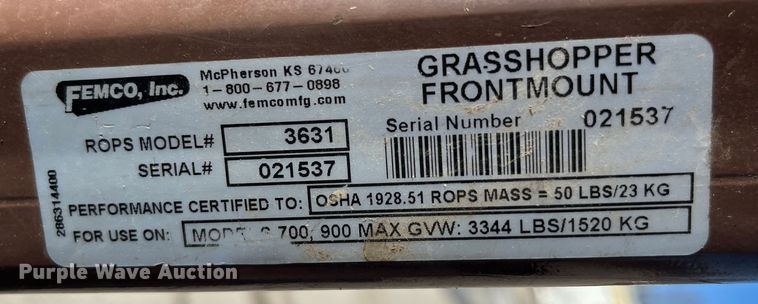 FEMCO, Inc.
McPherson KS
1-800-677-0898
www.femcomfg.com
GRASSHOPPER
FRONTMOUNT
Serial Number 021537
ROPS MODEL# 3631
SERIAL# 021537
286314400
PERFORMANCE CERTIFIED TO: OSHA 1928.51 ROPS MASS = 50 LBS/23 KG
FOR USE ON: 700, 900 MAX GVW: 3344 LBS/1520 KG
Purple Wave Auction